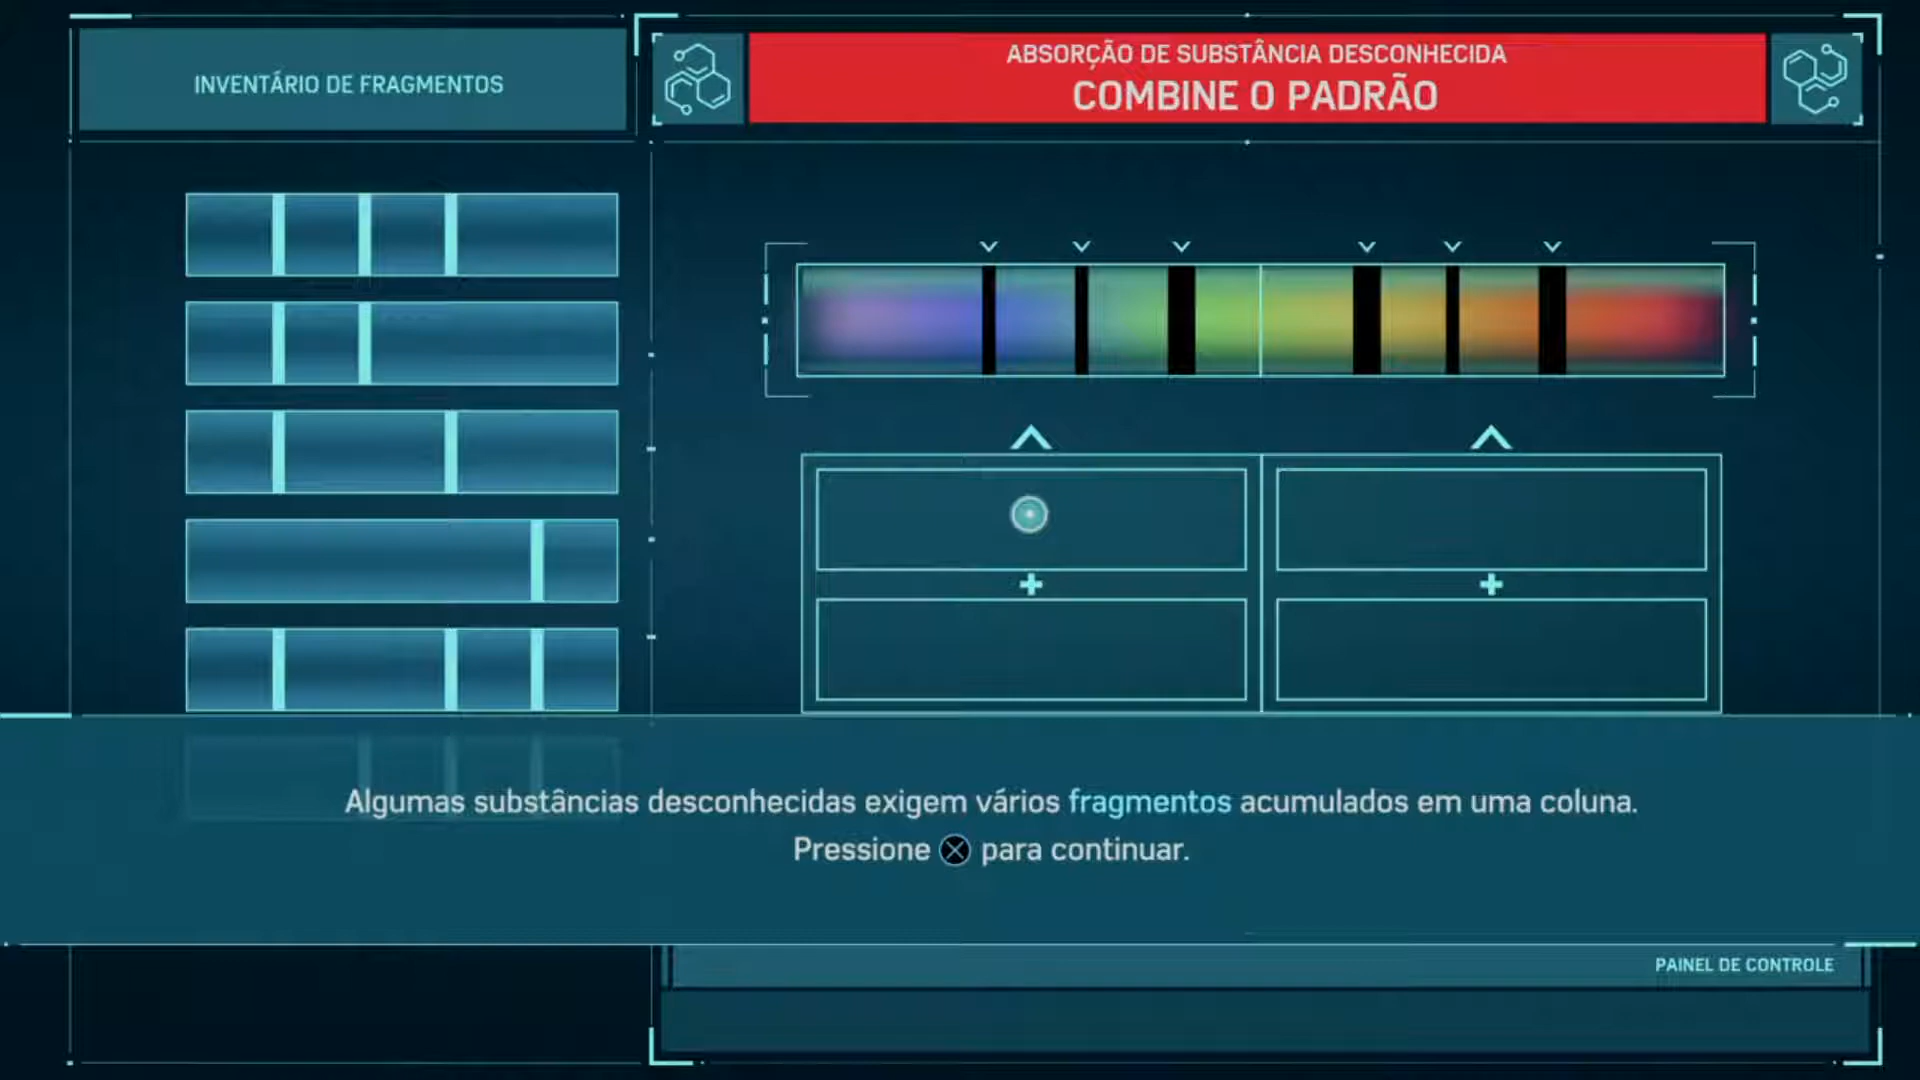 INVENTÁRIO DE FRAGMENTOS
ABSORÇÃO DE SUBSTÂNCIA DESCONHECIDA
COMBINE O PADRÃO
Algumas substâncias desconhecidas exigem vários fragmentos acumulados em uma coluna.
Pressione para continuar.
PAINEL DE CONTROLE